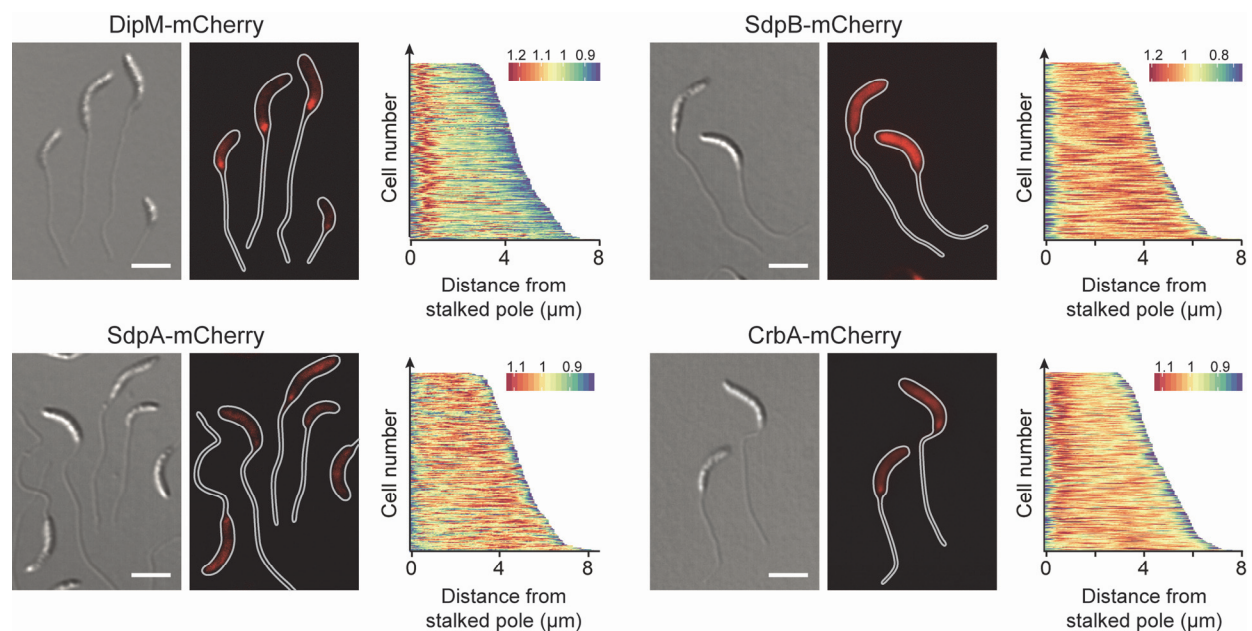 DipM-mCherry
1.2 1.1 1 0.9
Cell number
0 4 8
Distance from
stalked pole (µm)
SdpB-mCherry
1.2 1 0.8
Cell number
0 4 8
Distance from
stalked pole (µm)
SdpA-mCherry
1.1 1 0.9
Cell number
0 4 8
Distance from
stalked pole (µm)
CrbA-mCherry
1.1 1 0.9
Cell number
0 4 8
Distance from
stalked pole (µm)